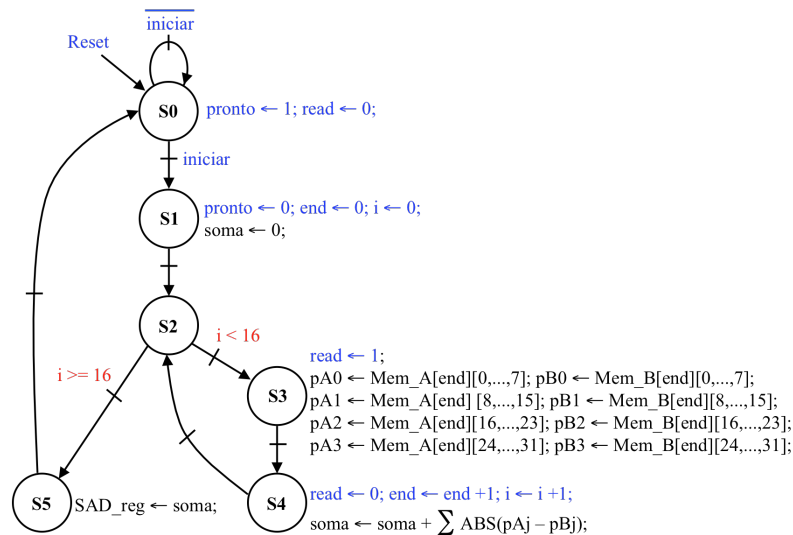 iniciar
Reset
S0
pronto ← 1; read ← 0;
iniciar
S1
pronto ← 0; end ← 0; i ← 0;
soma ← 0;
S2
i < 16
i >= 16
S3
read ← 1;
pA0 ← Mem_A[end][0,...,7]; pB0 ← Mem_B[end][0,...,7];
pA1 ← Mem_A[end] [8,...,15]; pB1 ← Mem_B[end][8,...,15];
pA2 ← Mem_A[end][16,...,23]; pB2 ← Mem_B[end][16,...,23];
pA3 ← Mem_A[end][24,...,31]; pB3 ← Mem_B[end][24,...,31];
S5
SAD_reg ← soma;
S4
read ← 0; end ← end +1; i ← i +1;
soma ← soma + ∑ ABS(pAj – pBj);